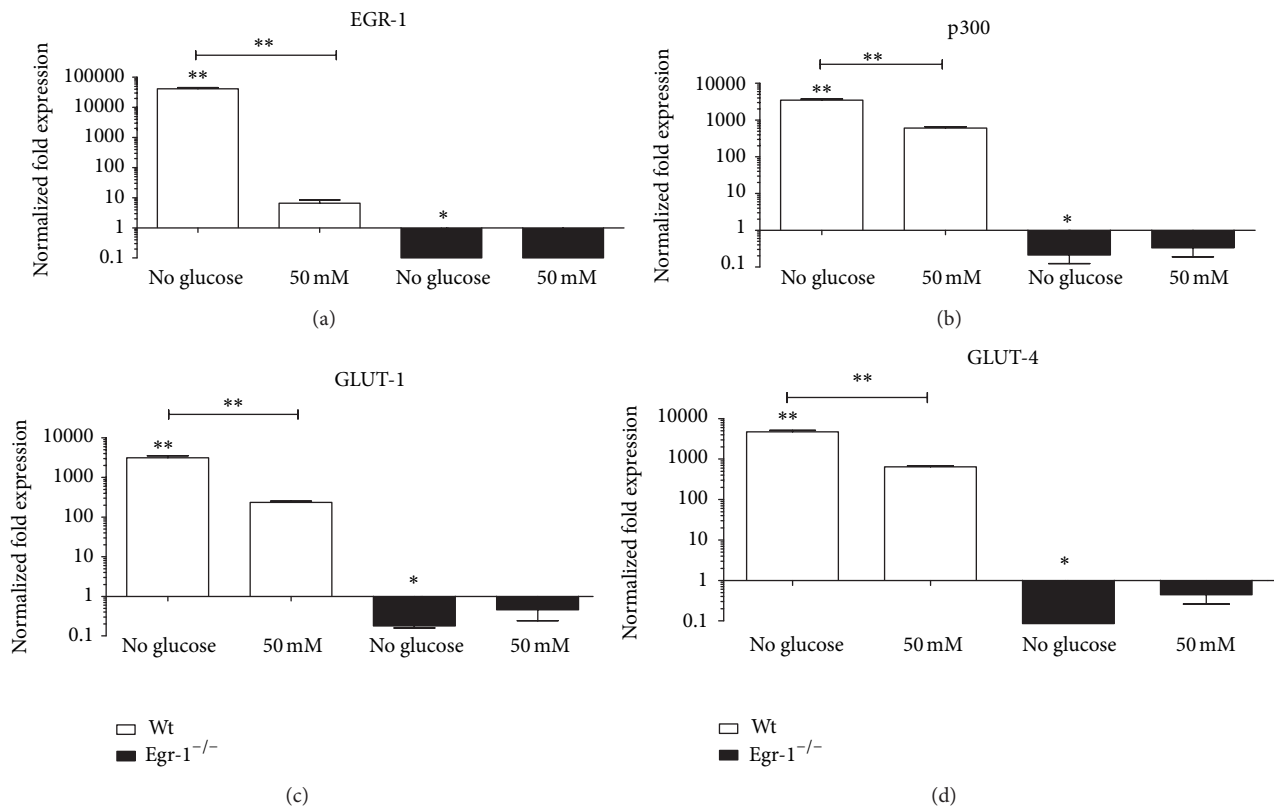 EGR-1
**
**
*
Normalized fold expression
100000
10000
1000
100
10
1
0.1
No glucose 50 mM No glucose 50 mM
(a)
p300
**
**
*
Normalized fold expression
10000
1000
100
10
1
0.1
No glucose 50 mM No glucose 50 mM
(b)
GLUT-1
**
**
*
Normalized fold expression
10000
1000
100
10
1
0.1
No glucose 50 mM No glucose 50 mM
Wt
Egr-1−/−
(c)
GLUT-4
**
**
*
Normalized fold expression
10000
1000
100
10
1
0.1
No glucose 50 mM No glucose 50 mM
Wt
Egr-1−/−
(d)